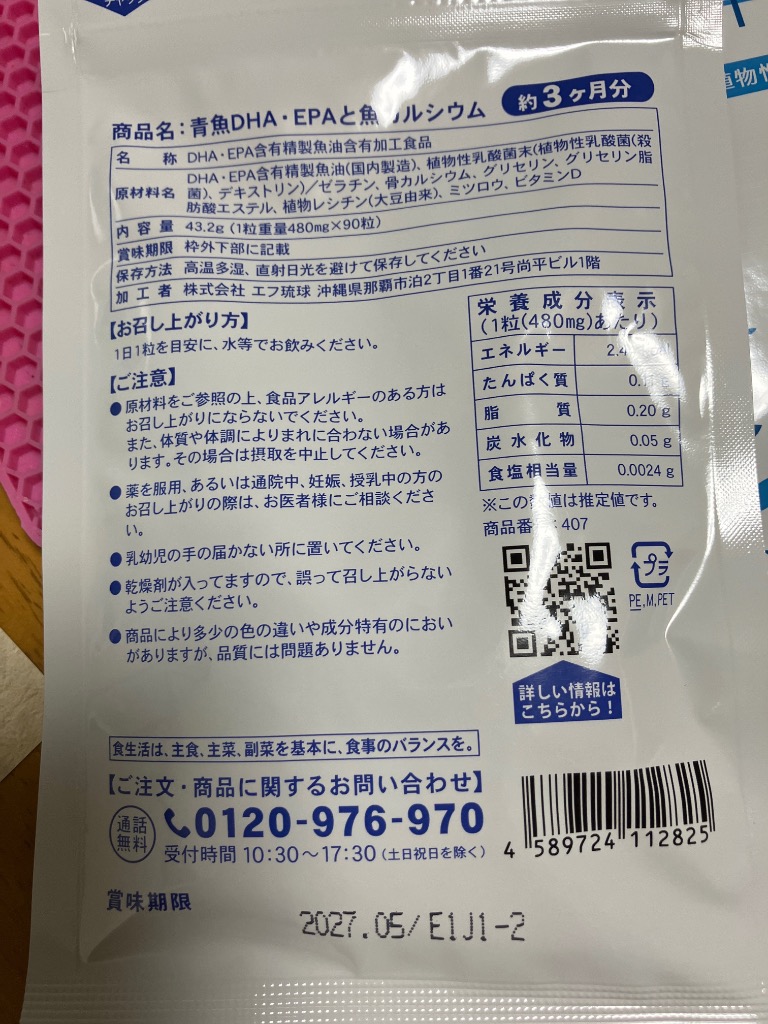 約3ヶ月分
商品名:青魚DHA・EPAと魚カルシウム
名称 DHA・EPA含有精製魚油含有加工食品
原材料名 DHA・EPA含有精製魚油(国内製造)、植物性乳酸菌末(植物性乳酸菌(殺
菌)、デキストリン)/ゼラチン、骨カルシウム、グリセリン、グリセリン脂
肪酸エステル、植物レシチン(大豆由来)、ミツロウ、ビタミンD
内容量 43.2g(1粒重量480mg×90粒)
賞味期限 枠外下部に記載
保存方法 高温多湿、直射日光を避けて保存してください
加工者 株式会社 エフ琉球 沖縄県那覇市泊2丁目1番21号尚平ビル1階
【お召し上がり方】
1日1粒を目安に、水等でお飲みください。
【ご注意】
●原材料をご参照の上、食品アレルギーのある方は
お召し上がりにならないでください。
また、体質や体調によりまれに合わない場合があ
ります。その場合は摂取を中止してください。
●薬を服用、あるいは通院中、妊娠、授乳中の方の
お召し上がりの際は、お医者様にご相談くださ
い。
●乳幼児の手の届かない所に置いてください。
●乾燥剤が入ってますので、誤って召し上がらない
ようご注意ください。
●商品により多少の色の違いや成分特有のにおい
がありますが、品質には問題ありません。
栄養成分表示
(1粒(480mg)あたり)
エネルギー 2.4
たんぱく質 g
脂質 0.20 g
炭水化物 0.05 g
食塩相当量 0.0024 g
※この数値は推定値です。
商品番号: 407
プラ
PE,M,PET
詳しい情報は
こちらから!
食生活は、主食、主菜、副菜を基本に、食事のバランスを。
【ご注文・商品に関するお問い合わせ】
通話
無料
0120-976-970
受付時間 10:30～17:30(土日祝日を除く)
4 589724 112825
賞味期限
2027.05/E1J1-2